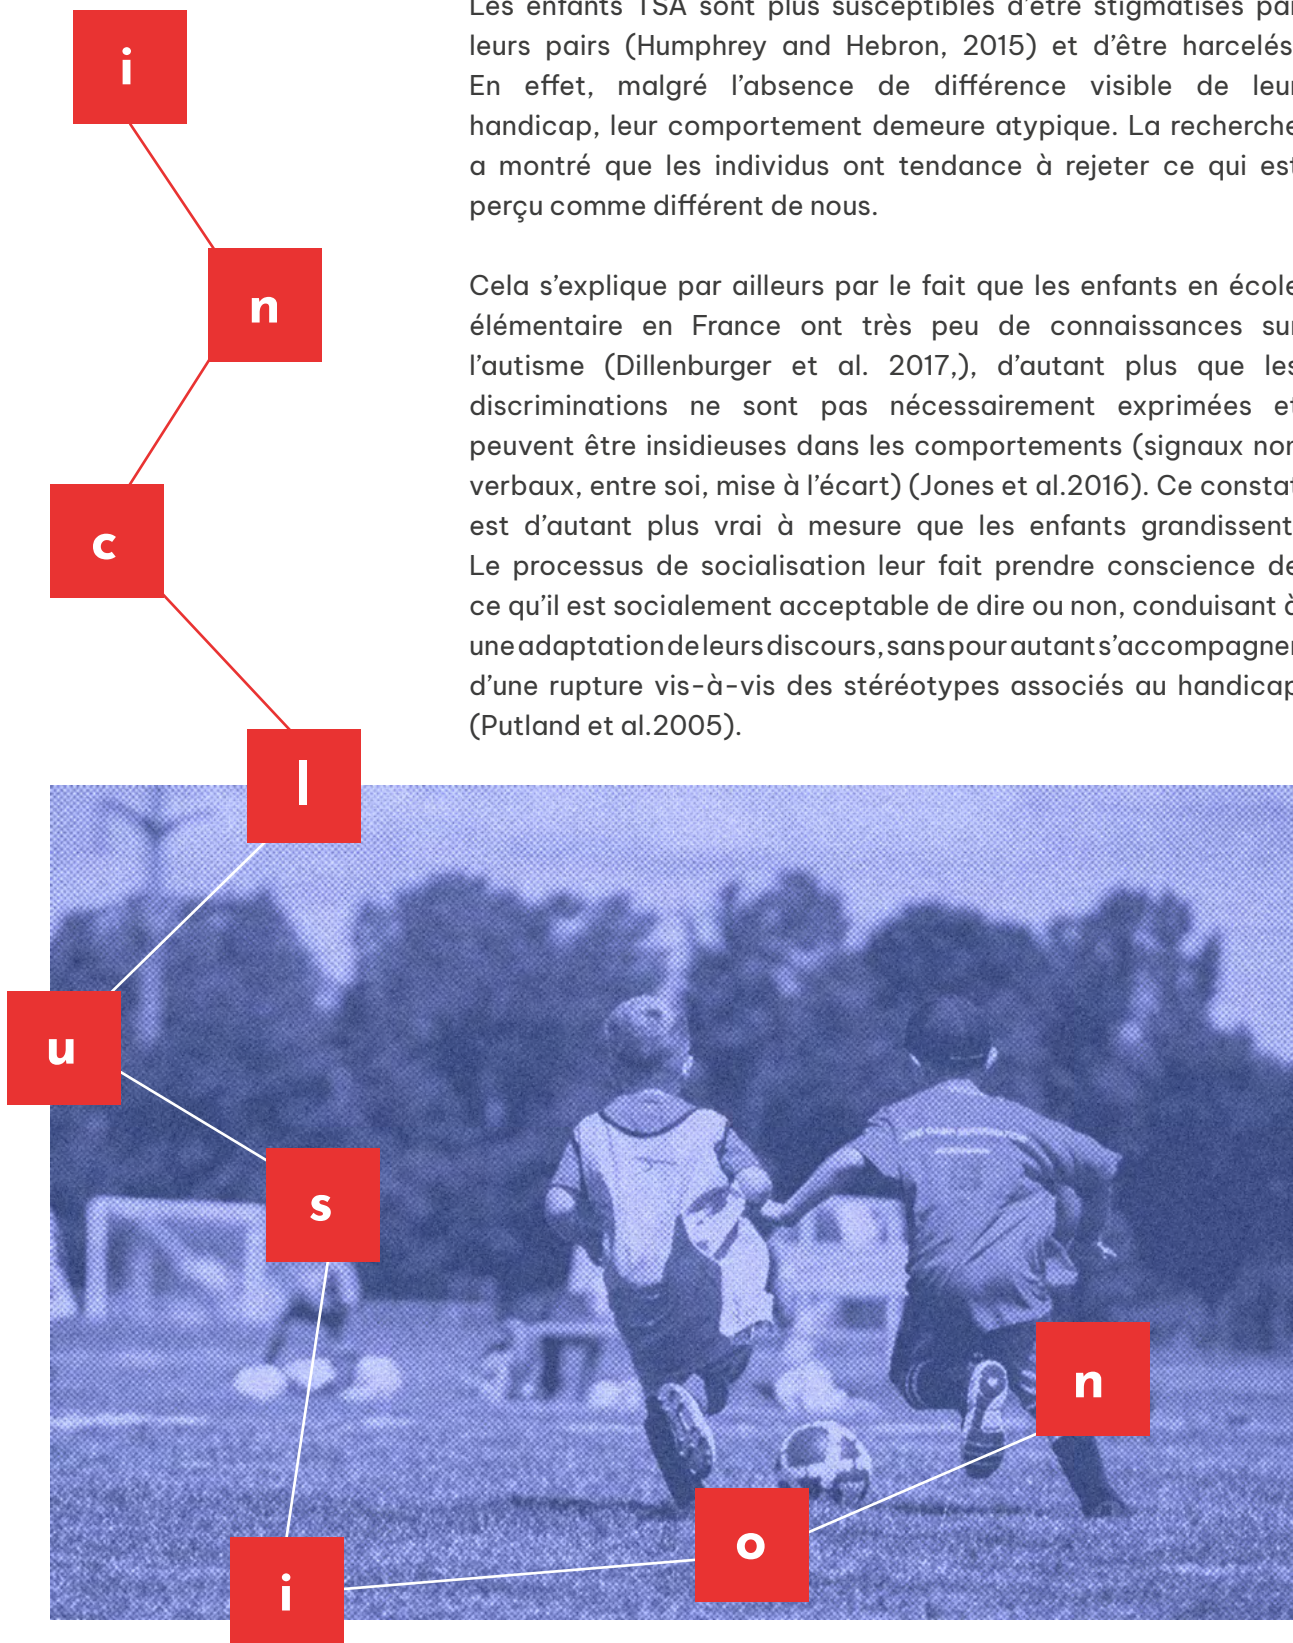 i
n
c
l
u
s
i
o
n
Les enfants TSA sont plus susceptibles d'être stigmatisés par
leurs pairs (Humphrey and Hebron, 2015) et d'être harcelés
En effet, malgré l'absence de différence visible de leur
handicap, leur comportement demeure atypique. La recherche
a montré que les individus ont tendance à rejeter ce qui est
perçu comme différent de nous.
Cela s'explique par ailleurs par le fait que les enfants en école
élémentaire en France ont très peu de connaissances sur
l'autisme (Dillenburger et al. 2017,), d'autant plus que les
discriminations ne sont pas nécessairement exprimées et
peuvent être insidieuses dans les comportements (signaux non
verbaux, entre soi, mise à l'écart) (Jones et al.2016). Ce constat
est d'autant plus vrai à mesure que les enfants grandissent
Le processus de socialisation leur fait prendre conscience de
ce qu'il est socialement acceptable de dire ou non, conduisant à
une adaptation de leurs discours, sans pour autant s'accompagner
d'une rupture vis-à-vis des stéréotypes associés au handicap
(Putland et al.2005).